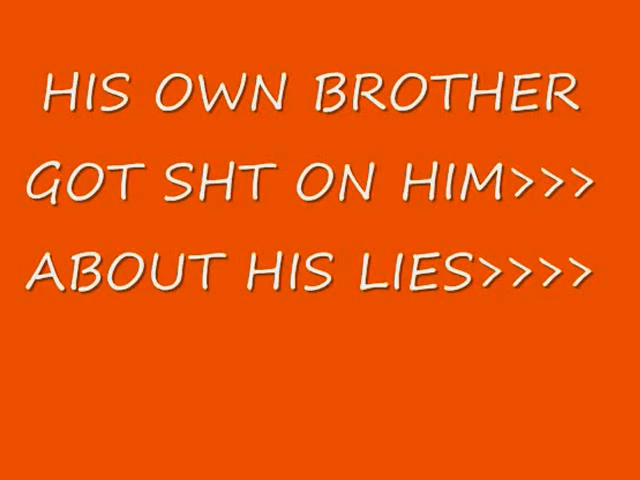 HIS OWN BROTHER
GOT SHT ON HIM>>>
ABOUT HIS LIES>>>>